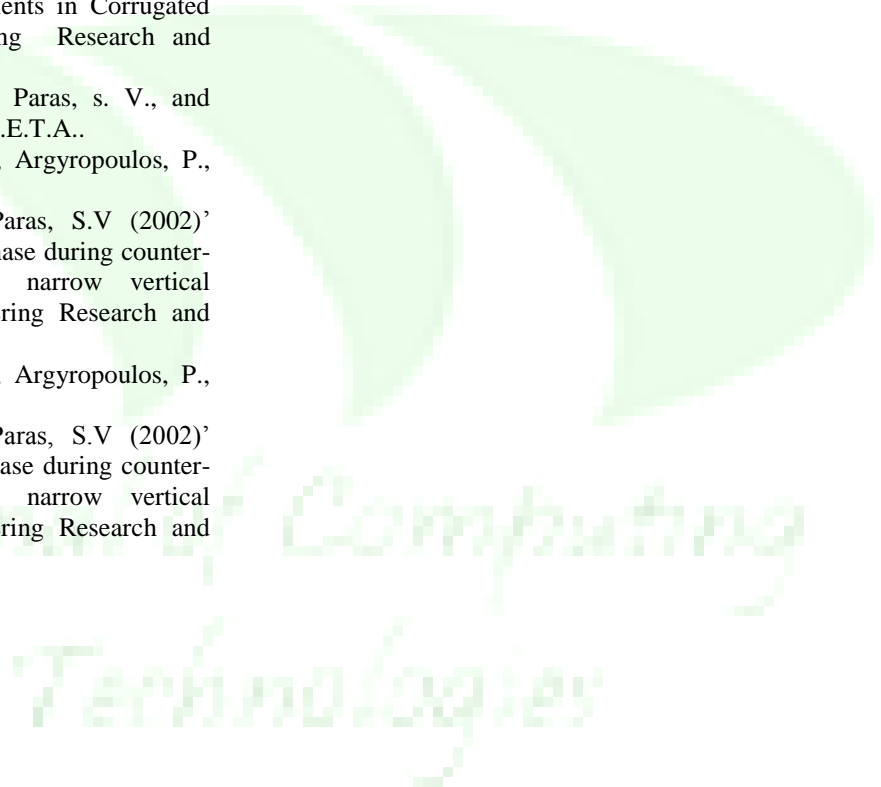 ents in Corrugated
ng Research and
Paras, s. V., and
.E.T.A..
, Argyropoulos, P.,
Paras, S.V (2002)’
ase during counter-
narrow vertical
ring Research and
, Argyropoulos, P.,
Paras, S.V (2002)’
ase during counter-
narrow vertical
ring Research and
of Computing
Technologies